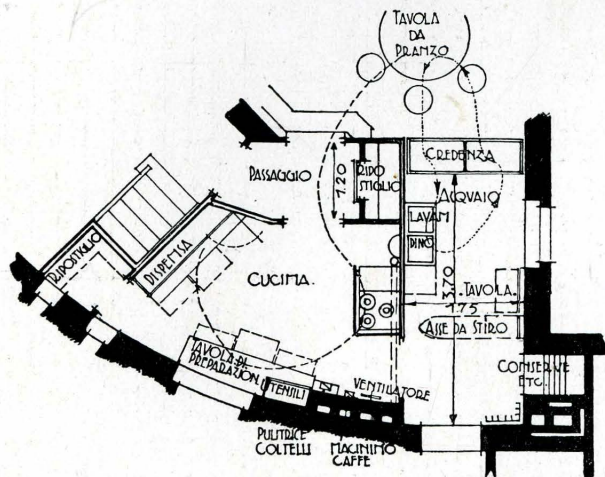 TAVOLA
DA
PRANZO
CREDENZA
PASSAGGIO
1.20
RIPO
STIGLIO
ACQUAIO
LAVAM
DINO
RIPOSTIGLIO
DISPENSA
CUCINA.
3.70
TAVOLA.
1.75
ASSE DA STIRO
TAVOLA DI
PREPARAZION
UTENSILI
VENTILATORE
CONSERVE
ETC.
PULITRICE
COLTELLI
MACININO
CAFFE